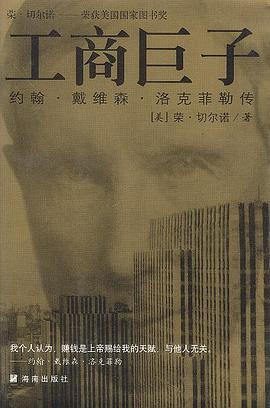 荣·切尔诺——荣获美国国家图书奖
工商巨子
约翰·戴维森·洛克菲勒传
[美]荣·切尔诺/著
我个人认为，赚钱是上帝赐给我的天赋，与他人无关。
——约翰·戴维森·洛克菲勒
海南出版社